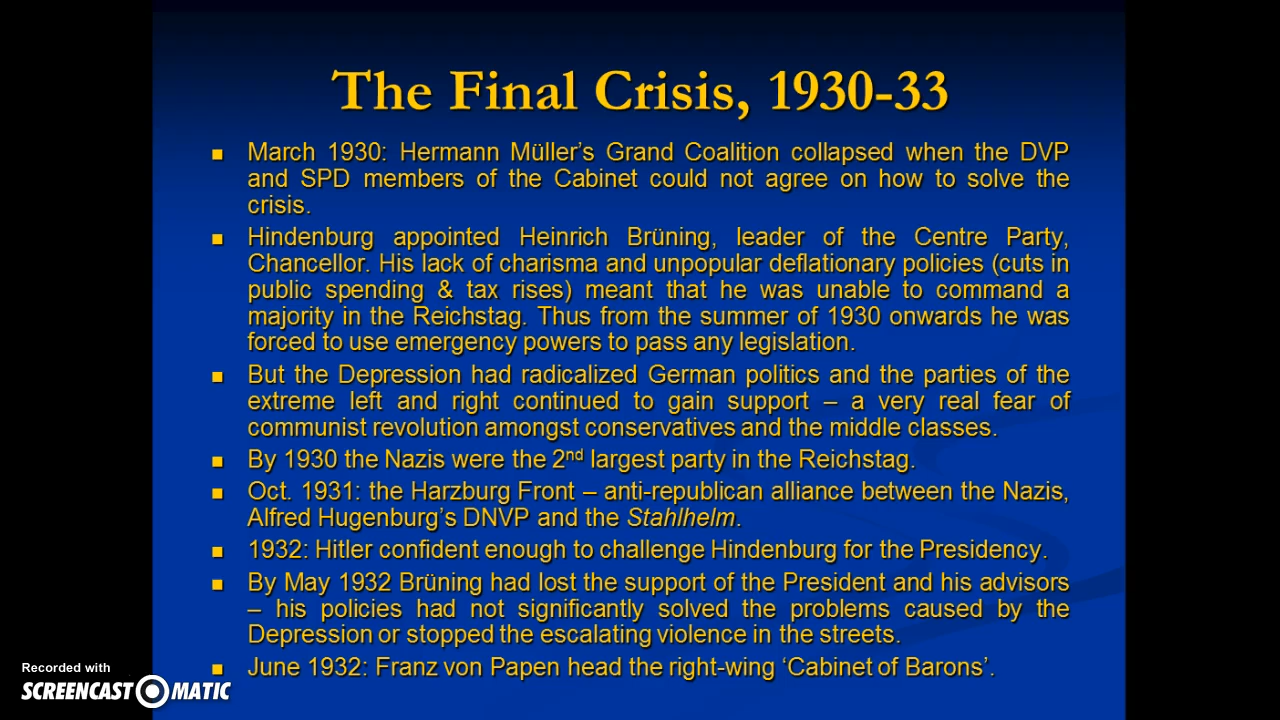 The Final Crisis, 1930-33
March 1930: Hermann Müller’s Grand Coalition collapsed when the DVP
and SPD members of the Cabinet could not agree on how to solve the
crisis.
Hindenburg appointed Heinrich Brüning, leader of the Centre Party,
Chancellor. His lack of charisma and unpopular deflationary policies (cuts in
public spending & tax rises) meant that he was unable to command a
majority in the Reichstag. Thus from the summer of 1930 onwards he was
forced to use emergency powers to pass any legislation.
But the Depression had radicalized German politics and the parties of the
extreme left and right continued to gain support – a very real fear of
communist revolution amongst conservatives and the middle classes.
By 1930 the Nazis were the 2nd largest party in the Reichstag.
Oct. 1931: the Harzburg Front – anti-republican alliance between the Nazis,
Alfred Hugenburg’s DNVP and the Stahlhelm.
1932: Hitler confident enough to challenge Hindenburg for the Presidency.
By May 1932 Brüning had lost the support of the President and his advisors
– his policies had not significantly solved the problems caused by the
Depression or stopped the escalating violence in the streets.
June 1932: Franz von Papen head the right-wing ‘Cabinet of Barons’.
Recorded with
SCREENCAST-O-MATIC